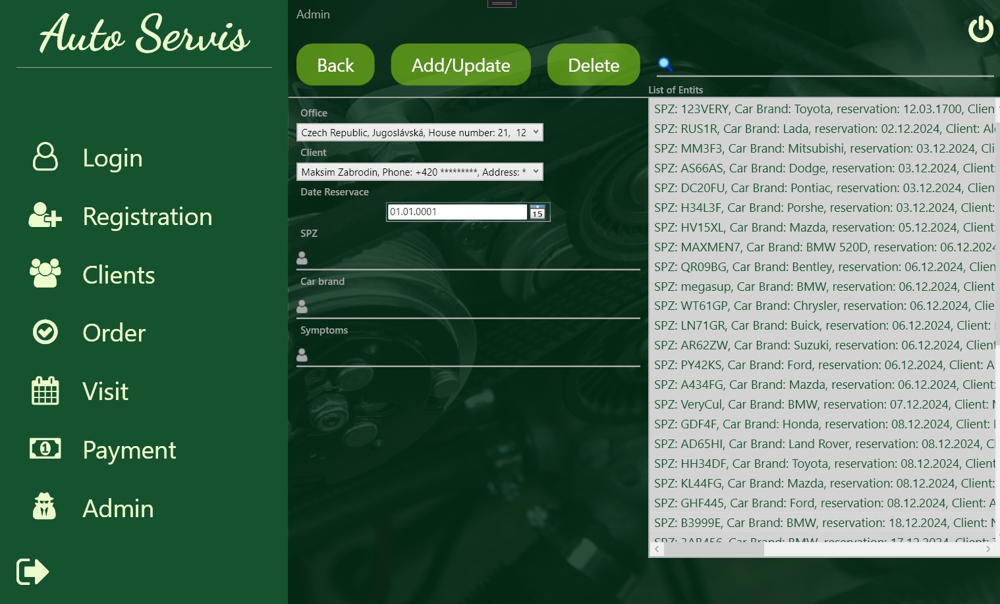 Auto Servis
Login
Registration
Clients
Order
Visit
Payment
Admin
Admin
Back
Add/Update
Delete
Office
Czech Republic, Jugoslávská, House number: 21,  12
Client
Maksim Zabrodin, Phone: +420 *********, Address: *
Date Reservace
01.01.0001
15
SPZ
Car brand
Symptoms
List of Entits
SPZ: 123VERY, Car Brand: Toyota, reservation: 12.03.1700, Clien
SPZ: RUS1R, Car Brand: Lada, reservation: 02.12.2024, Client: Al
SPZ: MM3F3, Car Brand: Mitsubishi, reservation: 03.12.2024, Cli
SPZ: AS66AS, Car Brand: Dodge, reservation: 03.12.2024, Client:
SPZ: DC20FU, Car Brand: Pontiac, reservation: 03.12.2024, Client:
SPZ: H34L3F, Car Brand: Porshe, reservation: 03.12.2024, Client:
SPZ: HV15XL, Car Brand: Mazda, reservation: 05.12.2024, Client:
SPZ: MAXMEN7, Car Brand: BMW 520D, reservation: 06.12.2024
SPZ: QR09BG, Car Brand: Bentley, reservation: 06.12.2024, Clien
SPZ: megasup, Car Brand: BMW, reservation: 06.12.2024, Client
SPZ: WT61GP, Car Brand: Chrysler, reservation: 06.12.2024, Clie
SPZ: LN71GR, Car Brand: Buick, reservation: 06.12.2024, Client:
SPZ: AR62ZW, Car Brand: Suzuki, reservation: 06.12.2024, Client
SPZ: PY42KS, Car Brand: Ford, reservation: 06.12.2024, Client: A
SPZ: A434FG, Car Brand: Mazda, reservation: 06.12.2024, Client:
SPZ: VeryCul, Car Brand: BMW, reservation: 07.12.2024, Client: M
SPZ: GDF4F, Car Brand: Honda, reservation: 08.12.2024, Client:
SPZ: AD65HI, Car Brand: Land Rover, reservation: 08.12.2024, Cl
SPZ: HH34DF, Car Brand: Toyota, reservation: 08.12.2024, Client
SPZ: KL44FG, Car Brand: Mazda, reservation: 08.12.2024, Client:
SPZ: GHF445, Car Brand: Ford, reservation: 08.12.2024, Client: A
SPZ: B3999E, Car Brand: BMW, reservation: 18.12.2024, Client: N
SPZ: 3AB456, Car Brand: BMW, reservation: 17.12.2024, Client: T